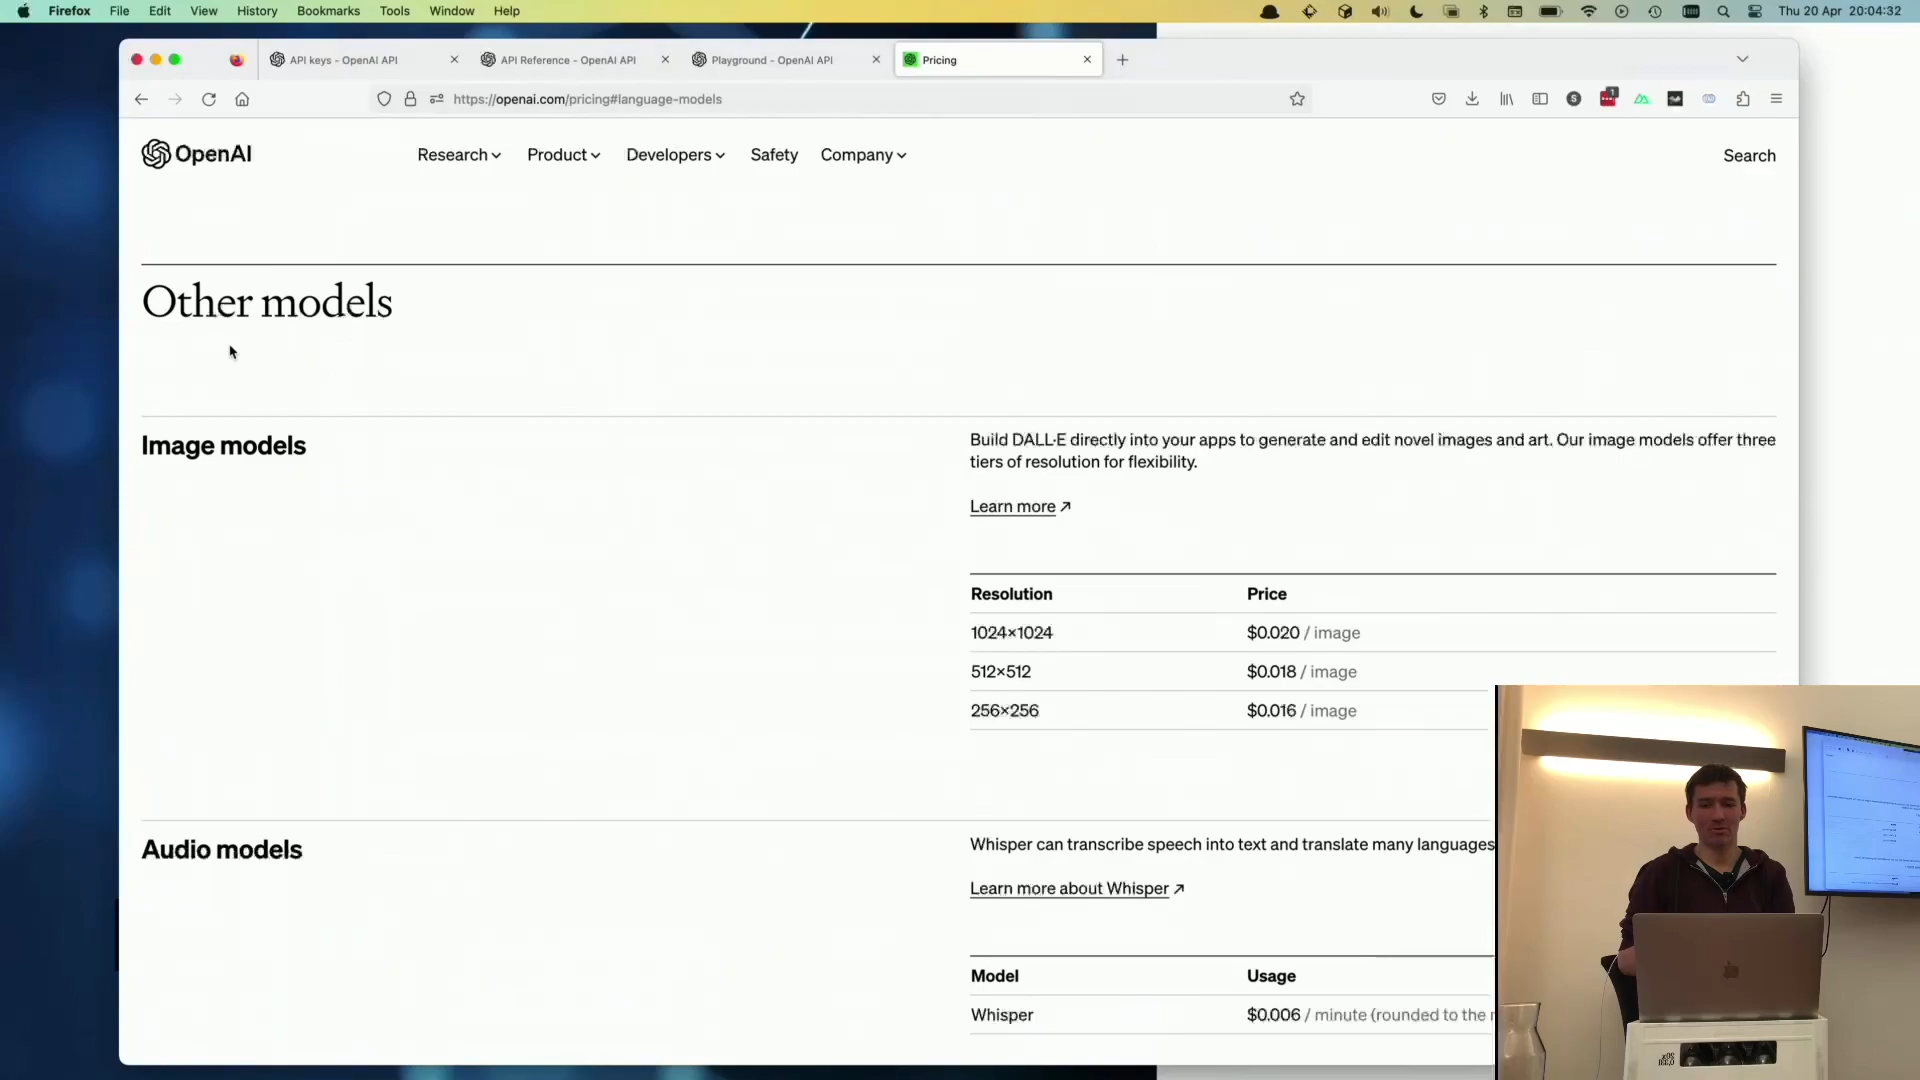 Firefox File Edit View History Bookmarks Tools Window Help
Thu 20 Apr 20:04:32
API keys - OpenAI API
API Reference - OpenAI API
Playground - OpenAI API
Pricing
https://openai.com/pricing#language-models
S
1
OpenAI
Research Product Developers Safety Company
Search
Other models
Image models
Build DALL·E directly into your apps to generate and edit novel images and art. Our image models offer three
tiers of resolution for flexibility.
Learn more ↗
Resolution Price
1024×1024 $0.020 / image
512×512 $0.018 / image
256×256 $0.016 / image
Audio models
Whisper can transcribe speech into text and translate many languages
Learn more about Whisper ↗
Model Usage
Whisper $0.006 / minute (rounded to the